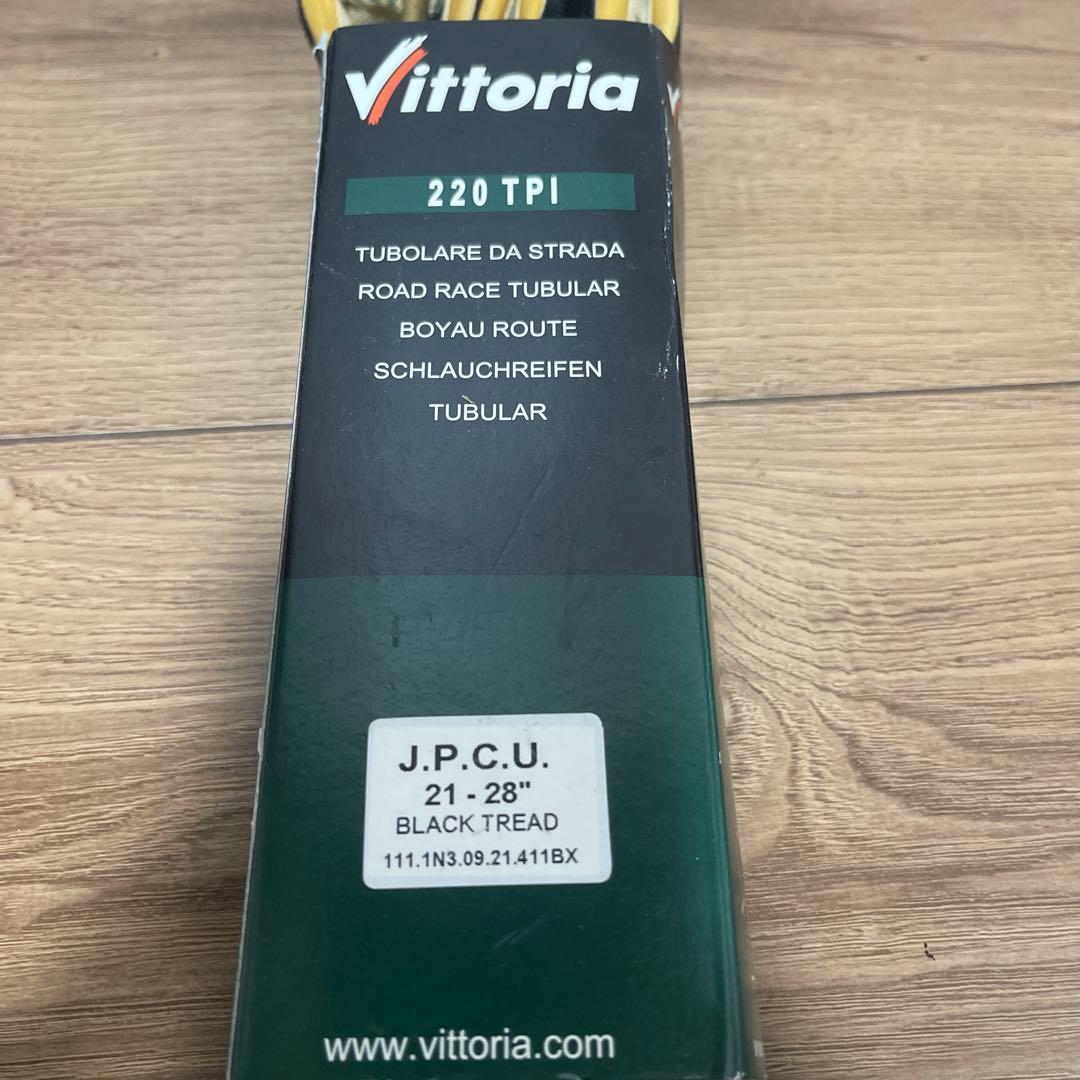 Vittoria
220 TPI
TUBOLARE DA STRADA
ROAD RACE TUBULAR
BOYAU ROUTE
SCHLAUCHREIFEN
TUBULAR
J.P.C.U.
21 - 28"
BLACK TREAD
111.1N3.09.21.411BX
www.vittoria.com